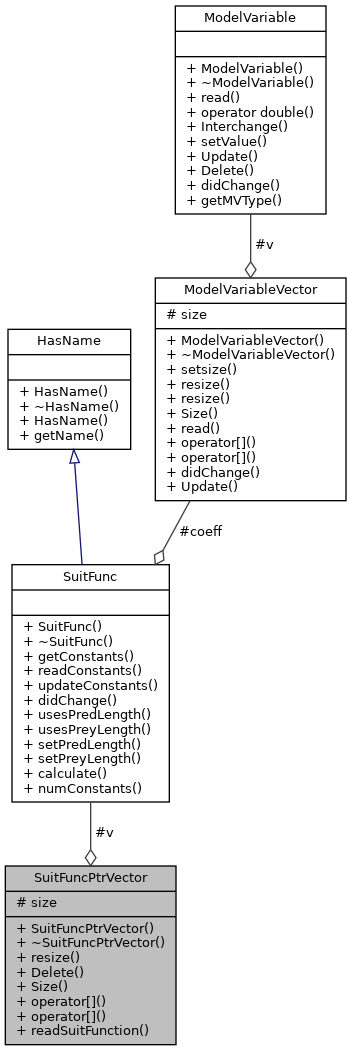 ModelVariable
+ ModelVariable()
+ ~ModelVariable()
+ read()
+ operator double()
+ Interchange()
+ setValue()
+ Update()
+ Delete()
+ didChange()
+ getMVType()
#v
ModelVariableVector
# size
+ ModelVariableVector()
+ ~ModelVariableVector()
+ setsize()
+ resize()
+ resize()
+ Size()
+ read()
+ operator[]()
+ operator[]()
+ didChange()
+ Update()
HasName
+ HasName()
+ ~HasName()
+ HasName()
+ getName()
#coeff
SuitFunc
+ SuitFunc()
+ ~SuitFunc()
+ getConstants()
+ readConstants()
+ updateConstants()
+ didChange()
+ usesPredLength()
+ usesPreyLength()
+ setPredLength()
+ setPreyLength()
+ calculate()
+ numConstants()
#v
SuitFuncPtrVector
# size
+ SuitFuncPtrVector()
+ ~SuitFuncPtrVector()
+ resize()
+ Delete()
+ Size()
+ operator[]()
+ operator[]()
+ readSuitFunction()